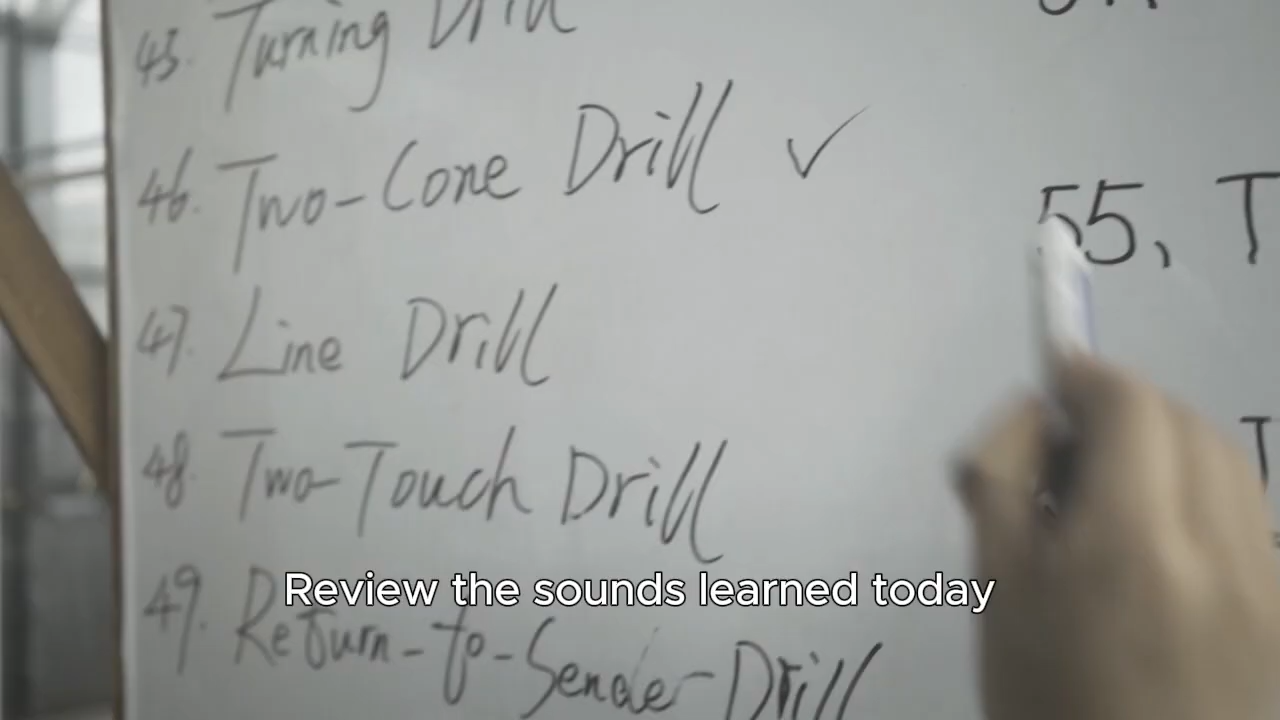 43. Turning Drill
46. Two-Cone Drill ✓
47. Line Drill
48. Two-Touch Drill
49. Return-to-Sender-Drill
55、T
Review the sounds learned today